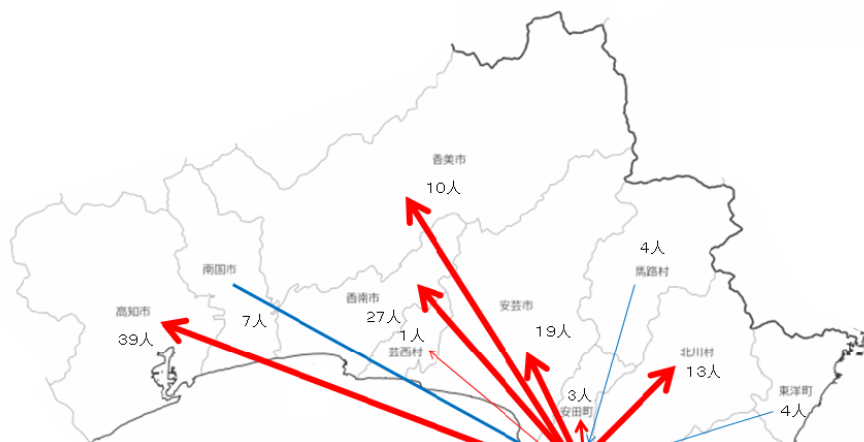 香美市
10人
4人
馬路村
南国市
7人
香南市
27人
1人
芸西村
安芸市
19人
高知市
39人
北川村
13人
3人
安田町
東洋町
4人